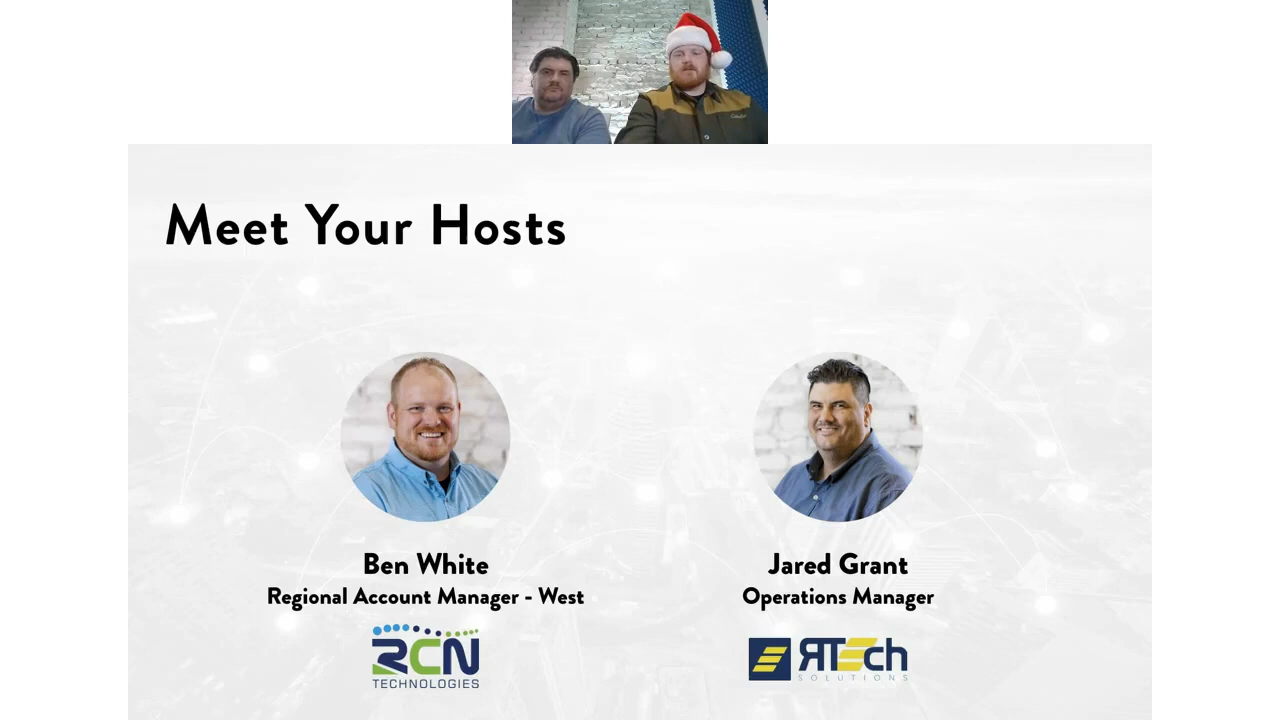 Meet Your Hosts
Ben White
Regional Account Manager - West
RCN
TECHNOLOGIES
Jared Grant
Operations Manager
RTECh
SOLUTIONS